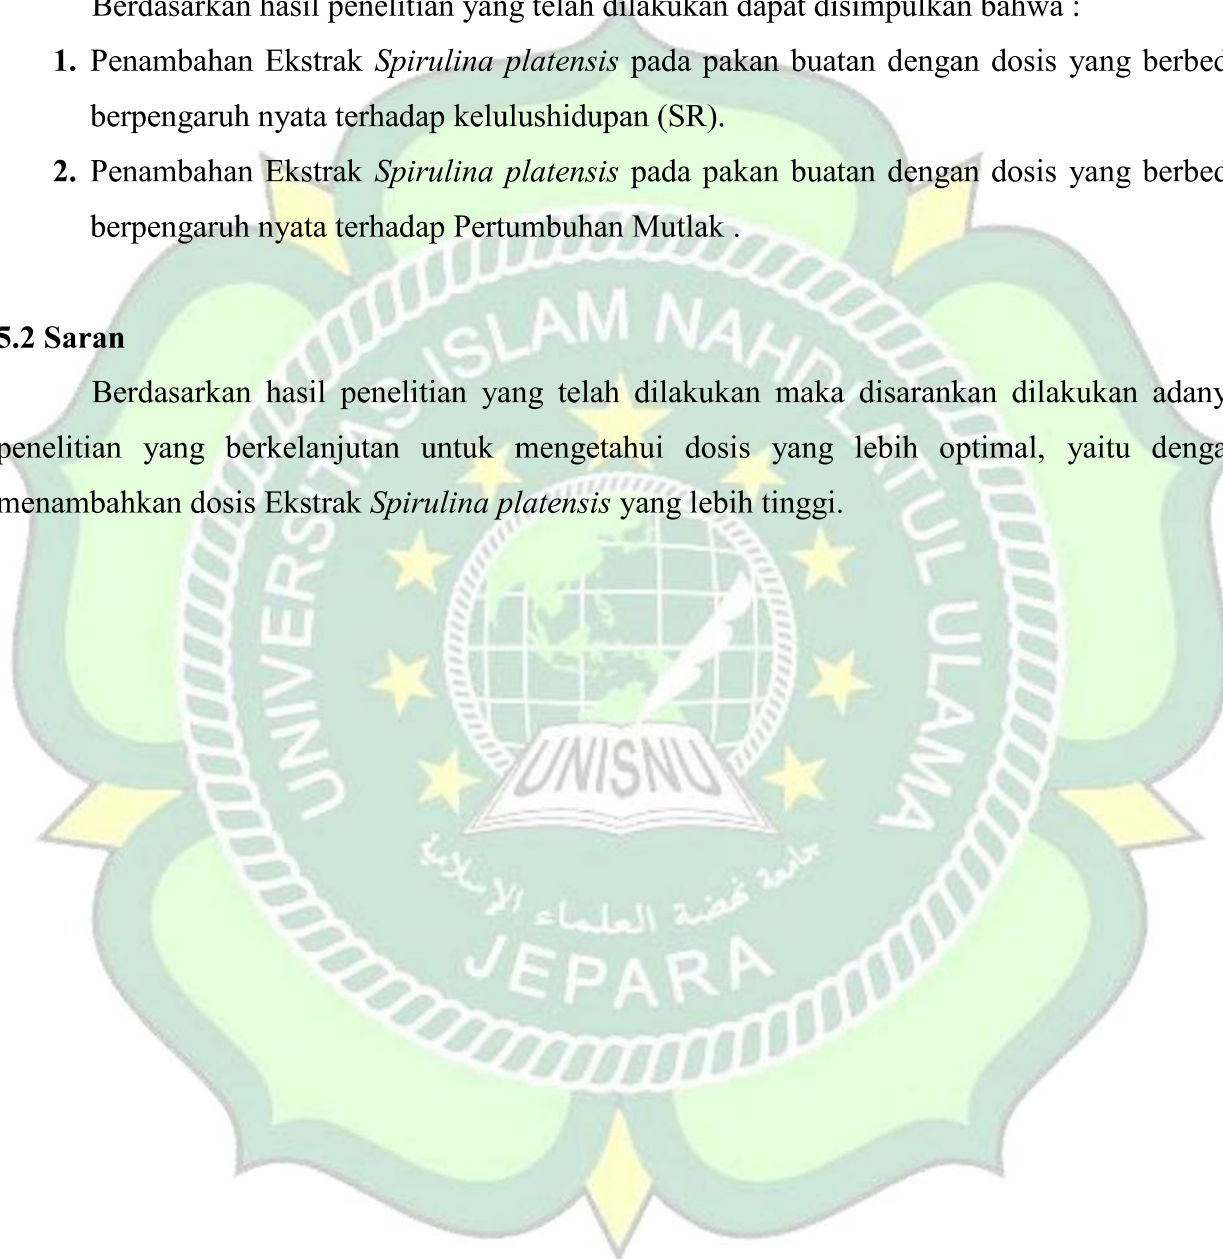 Berdasarkan hasil penelitian yang telah dilakukan dapat disimpulkan bahwa :
1. Penambahan Ekstrak Spirulina platensis pada pakan buatan dengan dosis yang berbed
berpengaruh nyata terhadap kelulushidupan (SR).
2. Penambahan Ekstrak Spirulina platensis pada pakan buatan dengan dosis yang berbed
berpengaruh nyata terhadap Pertumbuhan Mutlak .
5.2 Saran
Berdasarkan hasil penelitian yang telah dilakukan maka disarankan dilakukan adany
penelitian yang berkelanjutan untuk mengetahui dosis yang lebih optimal, yaitu denga
menambahkan dosis Ekstrak Spirulina platensis yang lebih tinggi.
UNIVERSITAS ISLAM NAHDLATUL ULAMA
UNISNU
جامعة نهضة العلماء الإسلامية
JEPARA